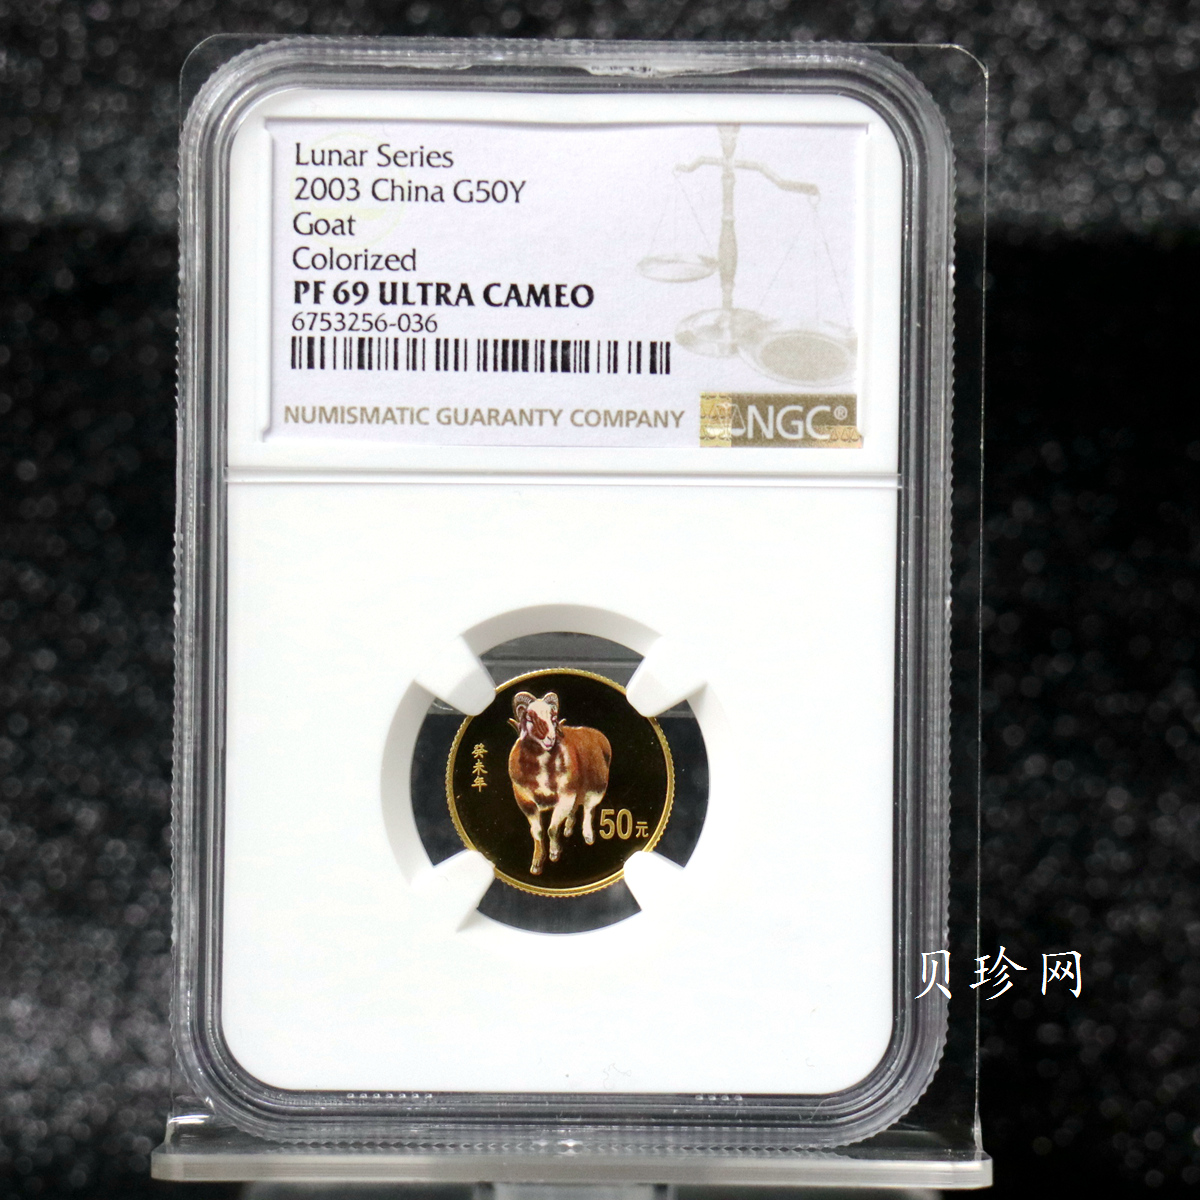 Lunar Series
2003 China G50Y
Goat
Colorized
PF 69 ULTRA CAMEO
6753256-036
NUMISMATIC GUARANTY COMPANY
NGC®
癸未年
50元
贝珍网